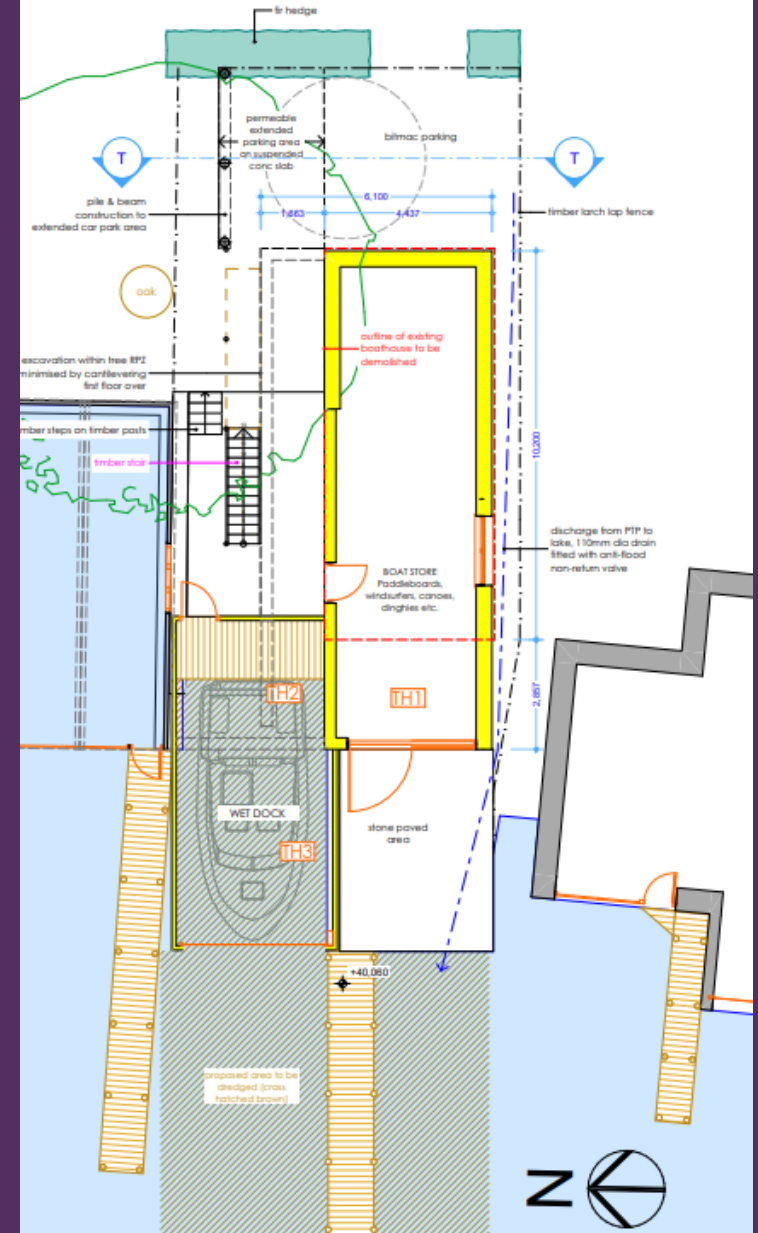 fir hedge
permeable
extended
parking area
on suspended
conc slab
bitmac parking
T
T
pile & beam
construction to
extended car park area
6,100
1,663
4,437
timber larch lap fence
oak
outline of existing
boathouse to be
demolished
excavation within tree RPZ
minimised by cantilevering
first floor over
mber steps on timber posts
timber stair
10,200
discharge from PTP to
lake, 110mm dia drain
fitted with anti-flood
non-return valve
BOAT STORE
Paddleboards,
windsurfers, canoes,
dinghies etc.
TH2
TH1
2,857
WET DOCK
stone paved
area
TH3
+40,060
proposed area to be
dredged (cross
hatched brown)
N